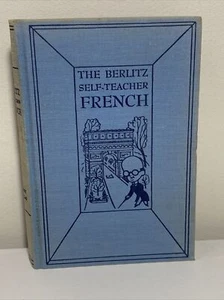 THE BERLITZ
SELF-TEACHER
FRENCH